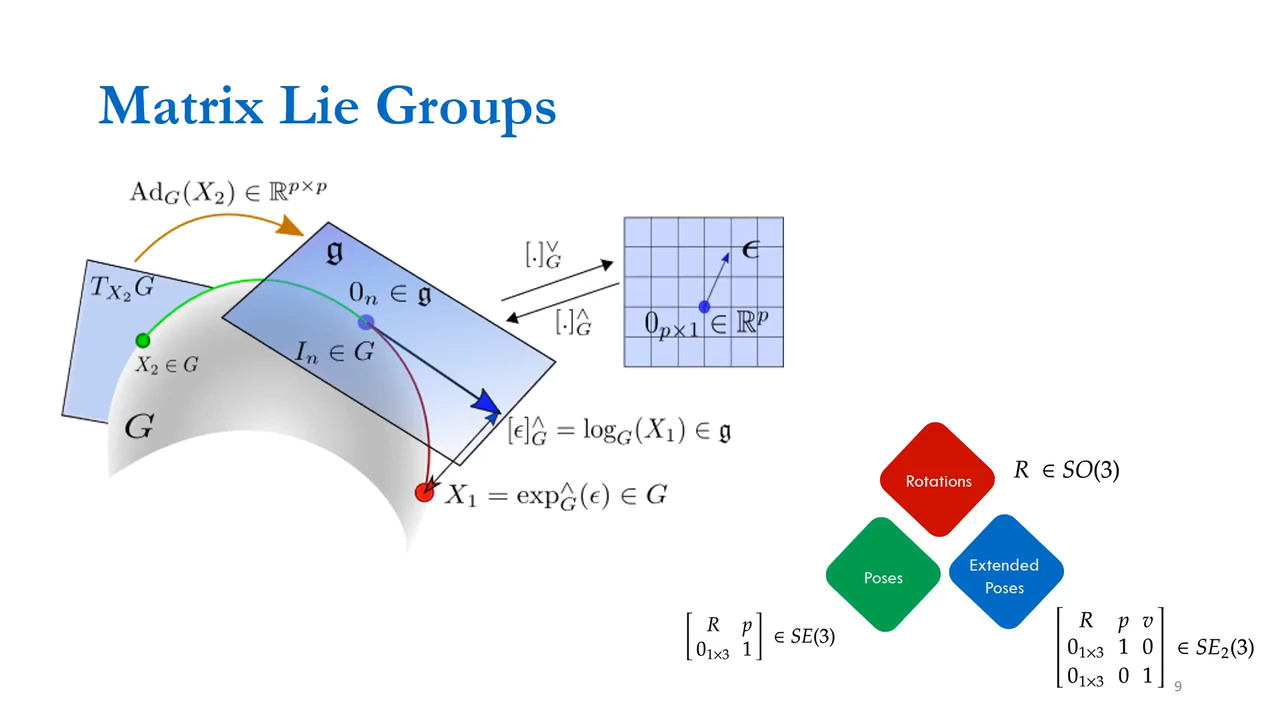 Matrix Lie Groups
Ad_G(X_2) ∈ ℝ^{p×p}
𝔤
T_{X_2}G
0_n ∈ 𝔤
I_n ∈ G
X_2 ∈ G
G
[.]_G^∨
[.]_G^∧
ϵ
0_{p×1} ∈ ℝ^p
[ϵ]_G^∧ = log_G(X_1) ∈ 𝔤
X_1 = exp_G^∧(ϵ) ∈ G
Rotations
R ∈ SO(3)
Poses
Extended
Poses
[R p
0_{1×3} 1] ∈ SE(3)
[R p v
0_{1×3} 1 0
0_{1×3} 0 1] ∈ SE_2(3)
9